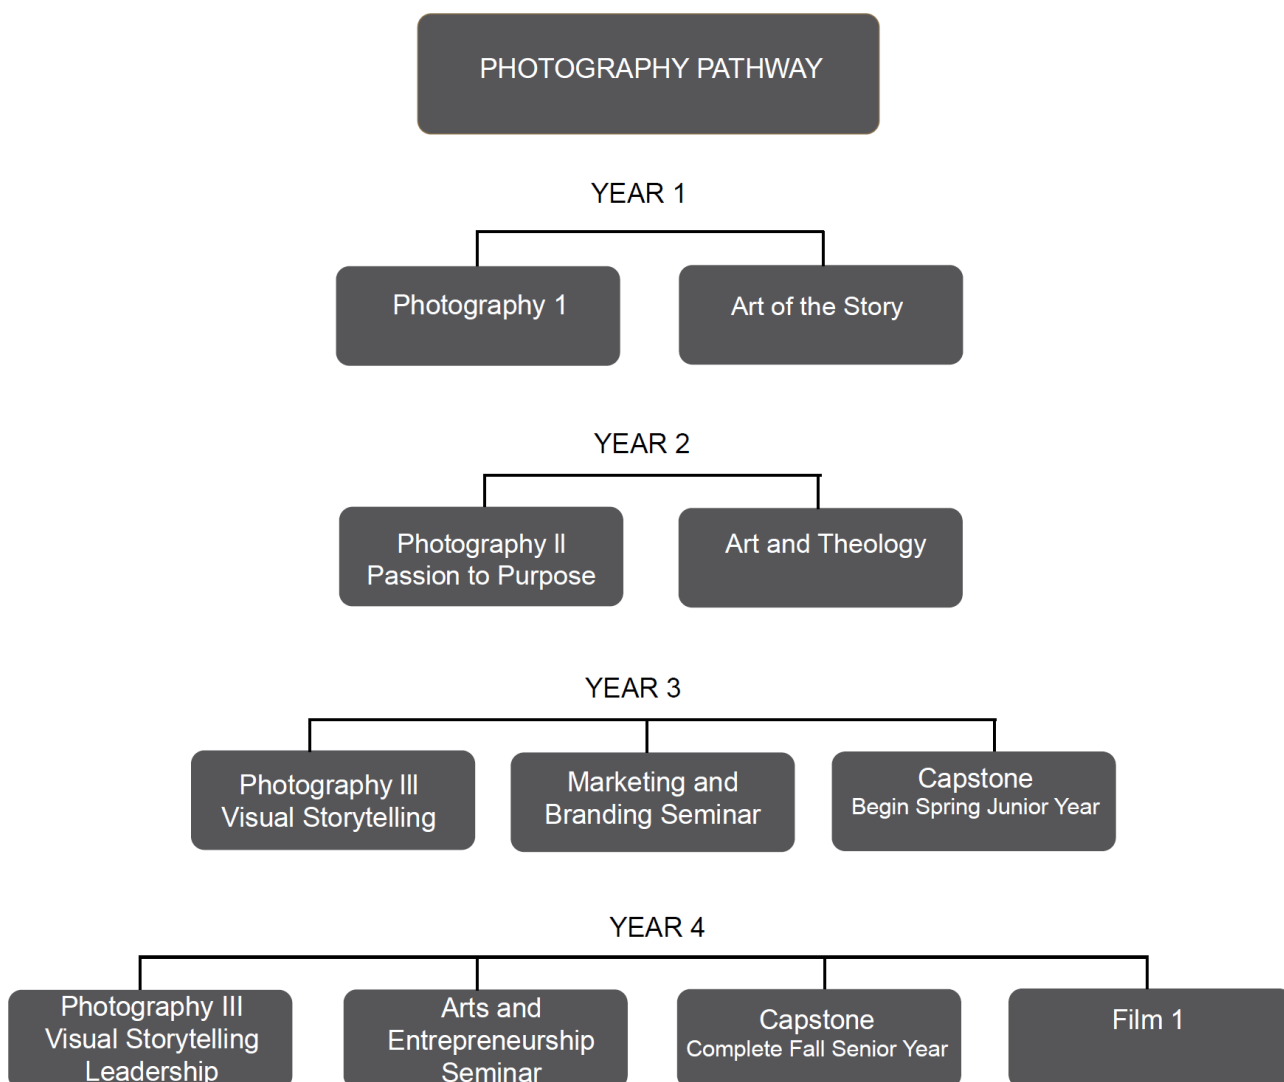 PHOTOGRAPHY PATHWAY
YEAR 1
Photography 1
Art of the Story
YEAR 2
Photography II
Passion to Purpose
Art and Theology
YEAR 3
Photography III
Visual Storytelling
Marketing and
Branding Seminar
Capstone
Begin Spring Junior Year
YEAR 4
Photography III
Visual Storytelling
Leadership
Arts and
Entrepreneurship
Seminar
Capstone
Complete Fall Senior Year
Film 1